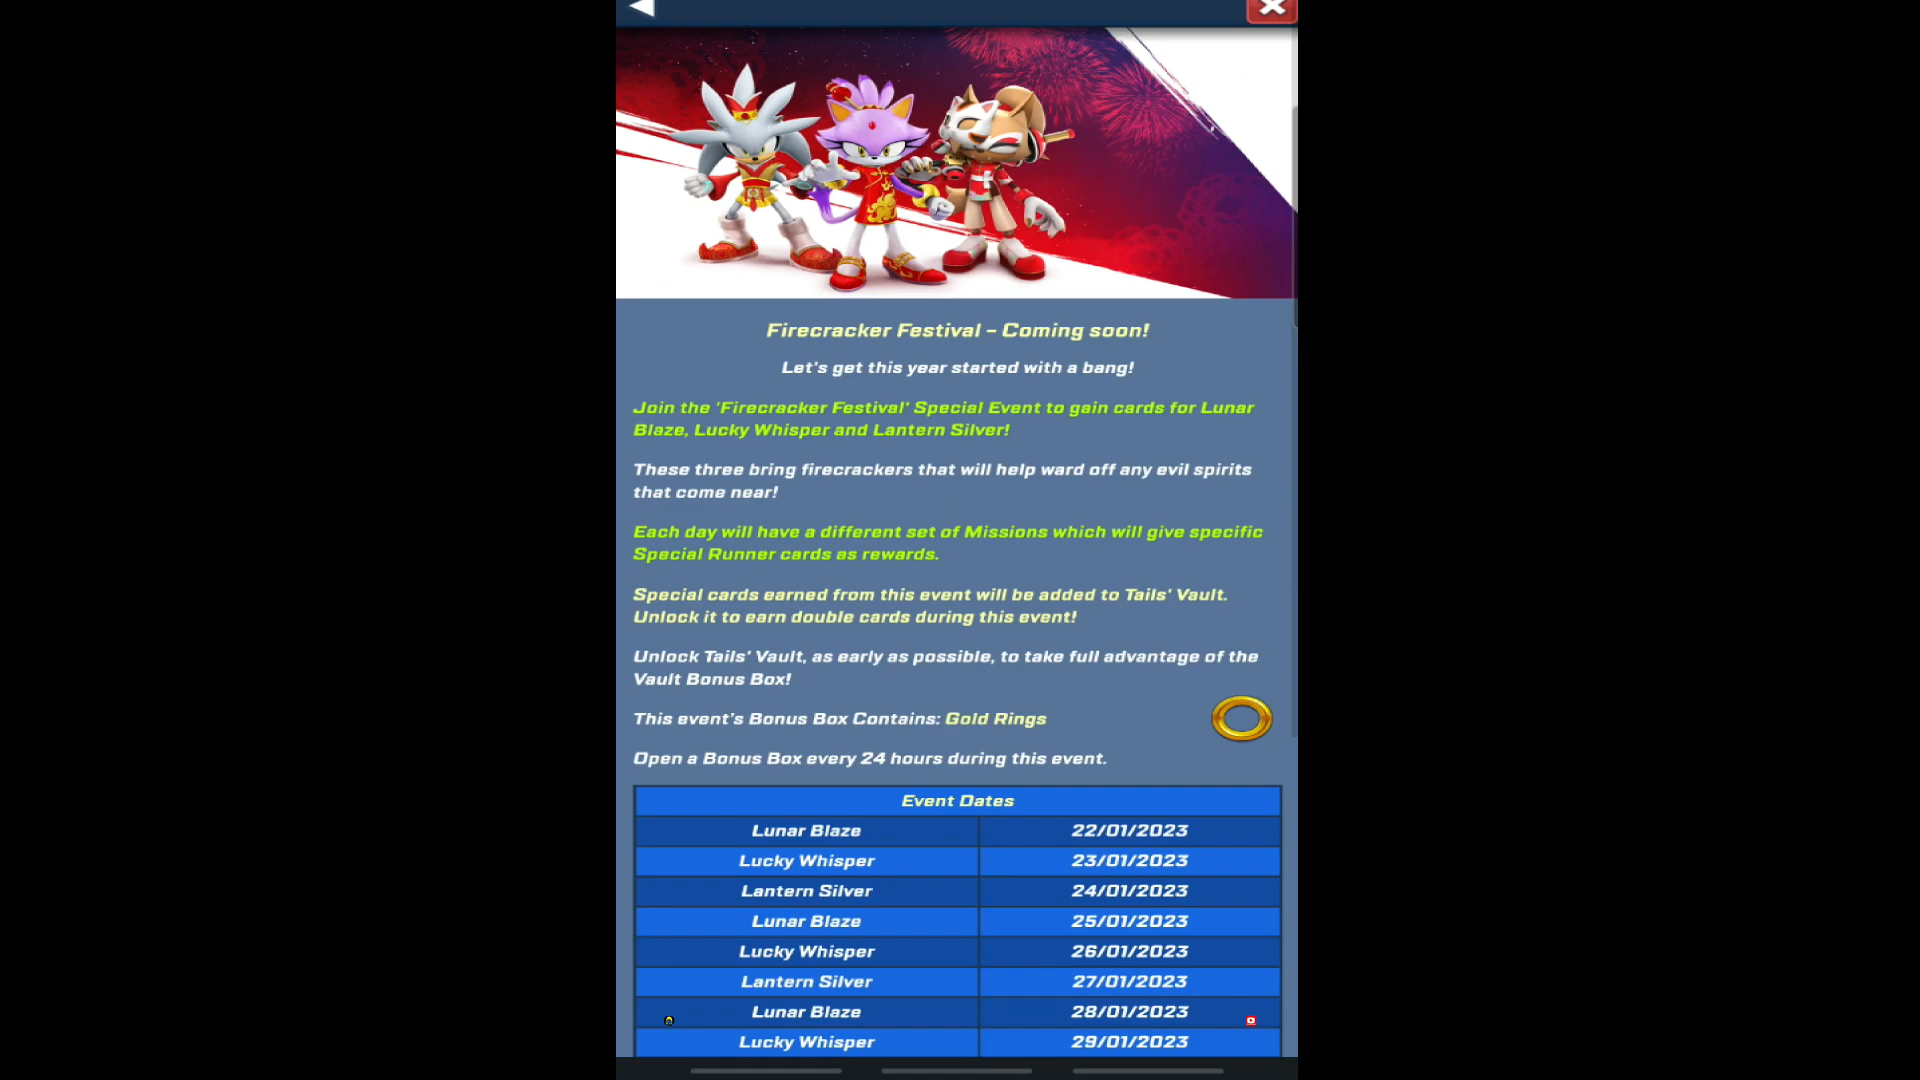 Firecracker Festival - Coming soon!
Let's get this year started with a bang!
Join the 'Firecracker Festival' Special Event to gain cards for Lunar
Blaze, Lucky Whisper and Lantern Silver!
These three bring firecrackers that will help ward off any evil spirits
that come near!
Each day will have a different set of Missions which will give specific
Special Runner cards as rewards.
Special cards earned from this event will be added to Tails' Vault.
Unlock it to earn double cards during this event!
Unlock Tails' Vault, as early as possible, to take full advantage of the
Vault Bonus Box!
This event's Bonus Box Contains: Gold Rings
Open a Bonus Box every 24 hours during this event.
Event Dates
Lunar Blaze 22/01/2023
Lucky Whisper 23/01/2023
Lantern Silver 24/01/2023
Lunar Blaze 25/01/2023
Lucky Whisper 26/01/2023
Lantern Silver 27/01/2023
Lunar Blaze 28/01/2023
Lucky Whisper 29/01/2023